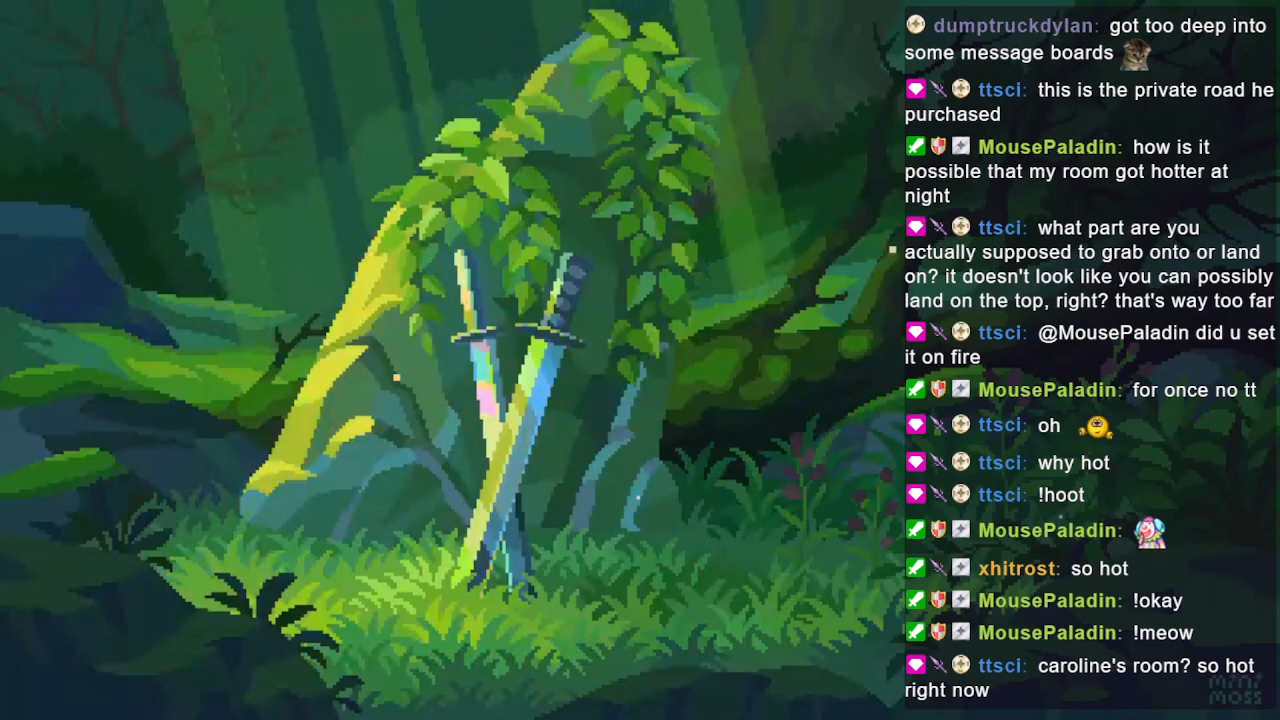 dumptruckdylan: got too deep into
some message boards
ttsci: this is the private road he
purchased
MousePaladin: how is it
possible that my room got hotter at
night
ttsci: what part are you
actually supposed to grab onto or land
on? it doesn't look like you can possibly
land on the top, right? that's way too far
ttsci: @MousePaladin did u set
it on fire
MousePaladin: for once no tt
ttsci: oh
ttsci: why hot
ttsci: !hoot
MousePaladin:
xhitrost: so hot
MousePaladin: !okay
MousePaladin: !meow
ttsci: caroline's room? so hot
right now
mini
moss